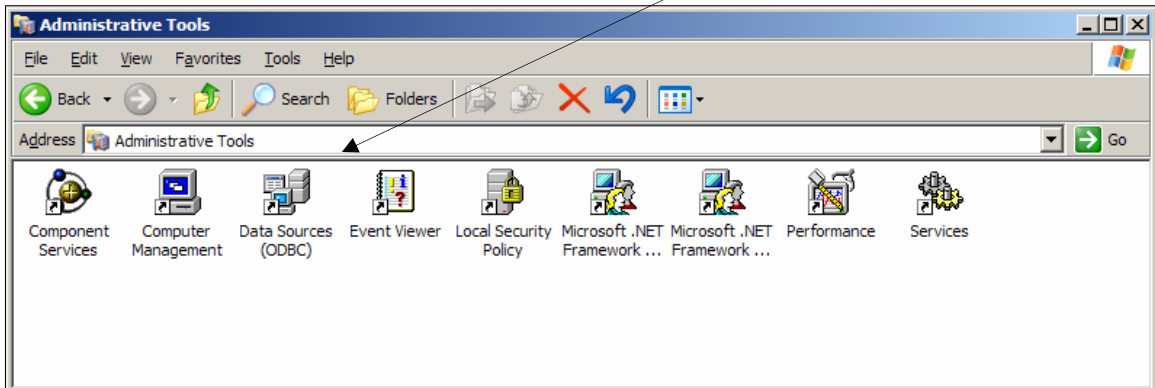 Administrative Tools
File Edit View Favorites Tools Help
Back Search Folders
Address Administrative Tools Go
Component Computer Data Sources Event Viewer Local Security Microsoft .NET Microsoft .NET Performance Services
Services Management (ODBC) Policy Framework ... Framework ...